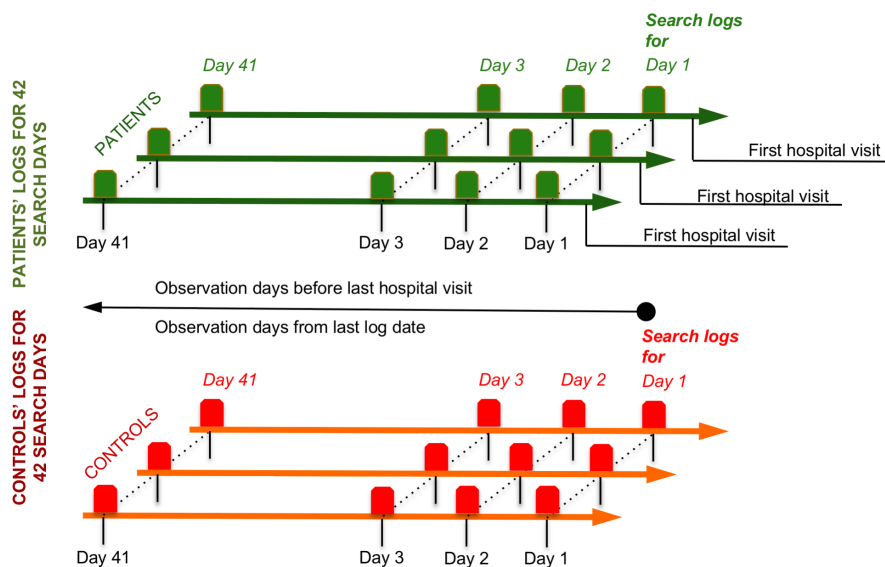 PATIENTS' LOGS FOR 42
SEARCH DAYS
PATIENTS
Search logs
for
Day 41
Day 3
Day 2
Day 1
First hospital visit
First hospital visit
First hospital visit
Day 41
Day 3
Day 2
Day 1
Observation days before last hospital visit
Observation days from last log date
CONTROLS' LOGS FOR
42 SEARCH DAYS
CONTROLS
Search logs
for
Day 41
Day 3
Day 2
Day 1
Day 41
Day 3
Day 2
Day 1